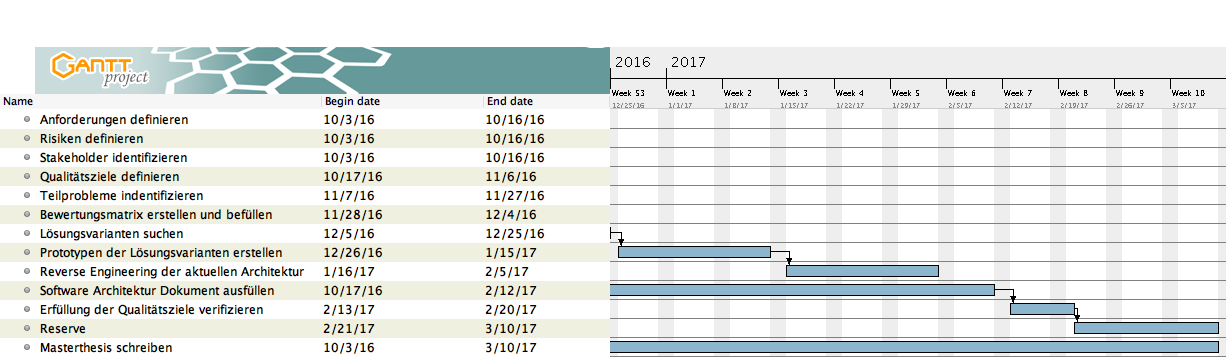 GANTT
project
2016 2017
Week 53 Week 1 Week 2 Week 3 Week 4 Week 5 Week 6 Week 7 Week 8 Week 9 Week 10
12/25/16 1/1/17 1/8/17 1/15/17 1/22/17 1/29/17 2/5/17 2/12/17 2/19/17 2/26/17 3/5/17
Name Begin date End date
Anforderungen definieren 10/3/16 10/16/16
Risiken definieren 10/3/16 10/16/16
Stakeholder identifizieren 10/3/16 10/16/16
Qualitätsziele definieren 10/17/16 11/6/16
Teilprobleme indentifizieren 11/7/16 11/27/16
Bewertungsmatrix erstellen und befüllen 11/28/16 12/4/16
Lösungsvarianten suchen 12/5/16 12/25/16
Prototypen der Lösungsvarianten erstellen 12/26/16 1/15/17
Reverse Engineering der aktuellen Architektur 1/16/17 2/5/17
Software Architektur Dokument ausfüllen 10/17/16 2/12/17
Erfüllung der Qualitätsziele verifizieren 2/13/17 2/20/17
Reserve 2/21/17 3/10/17
Masterthesis schreiben 10/3/16 3/10/17